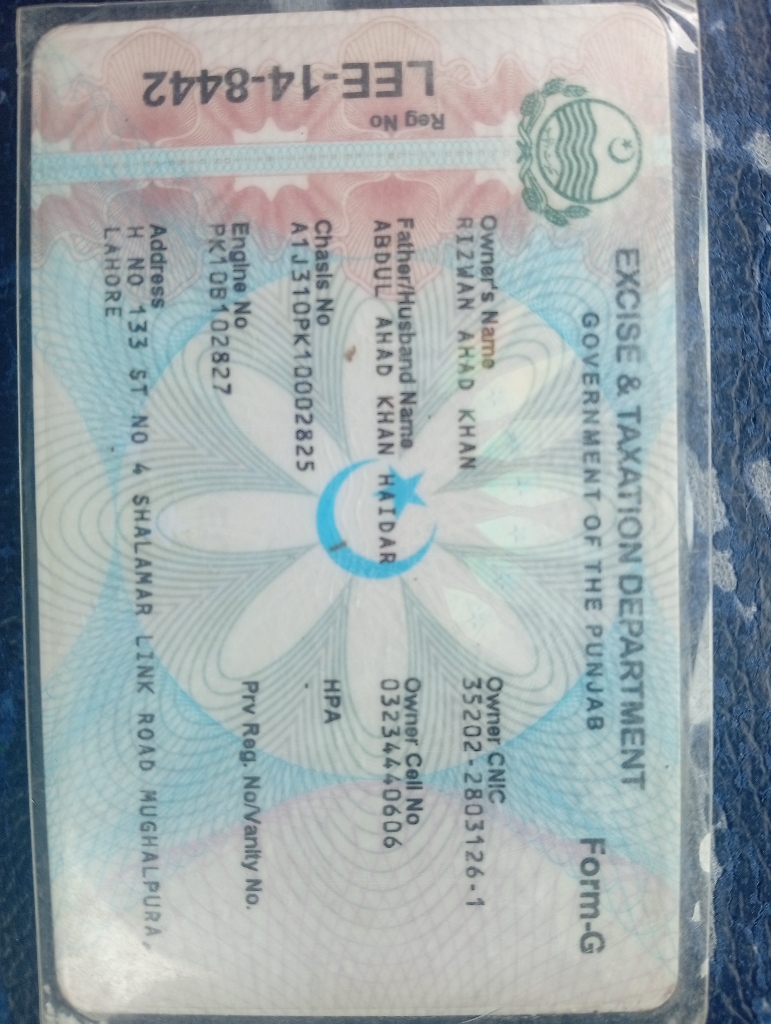 EXCISE & TAXATION DEPARTMENT
GOVERNMENT OF THE PUNJAB
Form-G
Reg No
LEE-14-8442
Owner's Name
RIZWAN AHAD KHAN
Owner CNIC
35202-2803126-1
Father/Husband Name
ABDUL AHAD KHAN HAIDAR
Owner Cell No
03234440606
Chasis No
A1J310PK10002825
HPA
.
Engine No
PK10B102827
Prv Reg. No/Vanity No.
Address
H NO 133 ST NO 4 SHALAMAR LINK ROAD MUGHALPURA,
LAHORE .